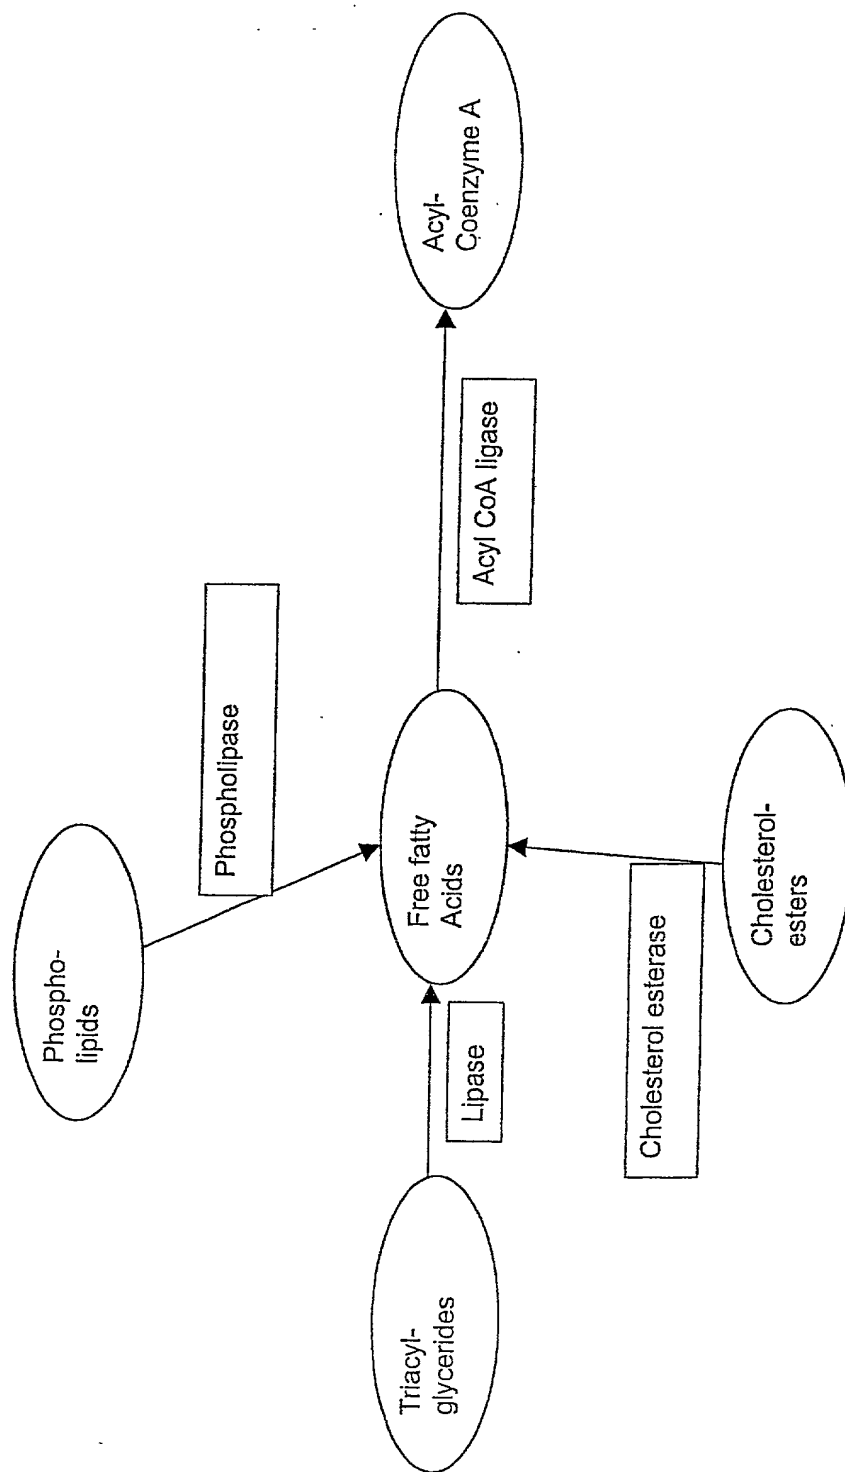 Phospho-
lipids
Phospholipase
Triacyl-
glycerides
Lipase
Free fatty
Acids
Acyl CoA ligase
Acyl-
Coenzyme A
Cholesterol esterase
Cholesterol-
esters